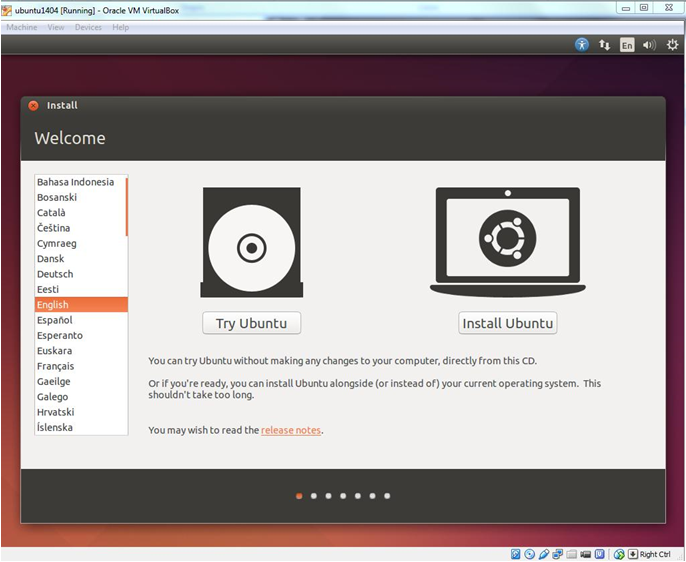 ubuntu1404 [Running] - Oracle VM VirtualBox
Machine View Devices Help
En
Install
Welcome
Bahasa Indonesia
Bosanski
Català
Čeština
Cymraeg
Dansk
Deutsch
Eesti
English
Español
Esperanto
Euskara
Français
Gaeilge
Galego
Hrvatski
Íslenska
Try Ubuntu
Install Ubuntu
You can try Ubuntu without making any changes to your computer, directly from this CD.
Or if you're ready, you can install Ubuntu alongside (or instead of) your current operating system. This
shouldn't take too long.
You may wish to read the release notes.
Right Ctrl